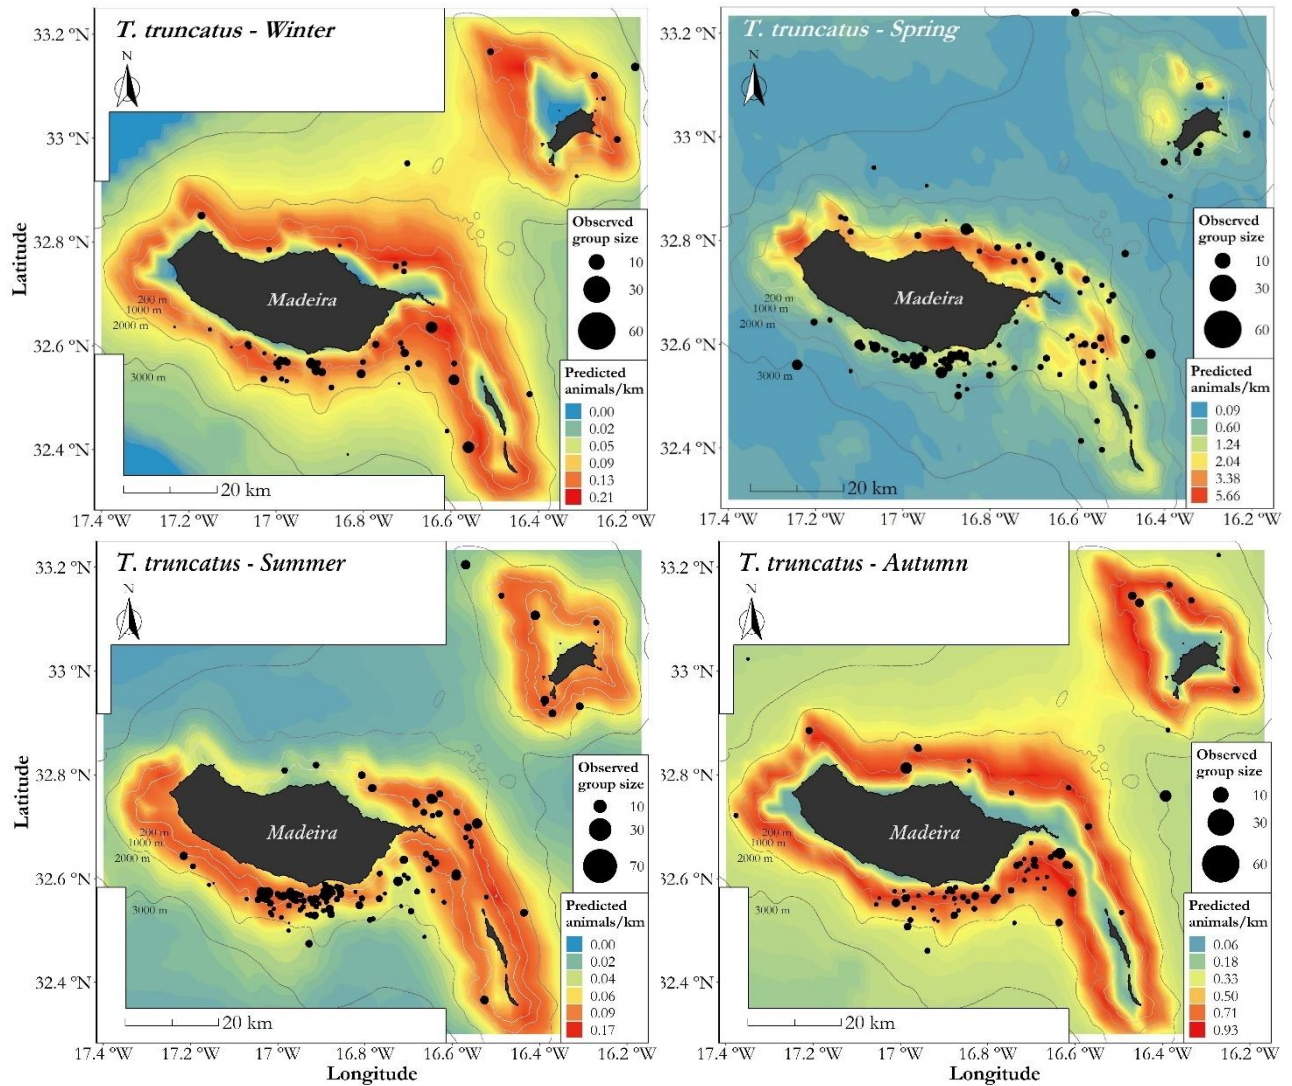 T. truncatus - Winter
33.2 °N
33 °N
32.8 °N
32.6 °N
32.4 °N
Latitude
N
Madeira
200 m
1000 m
2000 m
3000 m
Observed
group size
10
30
60
Predicted
animals/km
0.00
0.02
0.05
0.09
0.13
0.21
20 km
17.4 °W 17.2 °W 17.0 °W 16.8 °W 16.6 °W 16.4 °W 16.2 °W
T. truncatus - Spring
33.2 °N
33 °N
32.8 °N
32.6 °N
32.4 °N
N
Madeira
200 m
1000 m
2000 m
3000 m
Observed
group size
10
30
60
Predicted
animals/km
0.09
0.60
1.24
2.04
3.38
5.66
20 km
17.4 °W 17.2 °W 17.0 °W 16.8 °W 16.6 °W 16.4 °W 16.2 °W
T. truncatus - Summer
33.2 °N
33 °N
32.8 °N
32.6 °N
32.4 °N
Latitude
N
Madeira
200 m
1000 m
2000 m
3000 m
Observed
group size
10
30
70
Predicted
animals/km
0.00
0.02
0.04
0.06
0.09
0.17
20 km
17.4 °W 17.2 °W 17 °W 16.8 °W 16.6 °W 16.4 °W 16.2 °W
Longitude
T. truncatus - Autumn
33.2 °N
33 °N
32.8 °N
32.6 °N
32.4 °N
N
Madeira
200 m
1000 m
2000 m
3000 m
Observed
group size
10
30
60
Predicted
animals/km
0.06
0.18
0.33
0.50
0.71
0.93
20 km
17.4 °W 17.2 °W 17 °W 16.8 °W 16.6 °W 16.4 °W 16.2 °W
Longitude